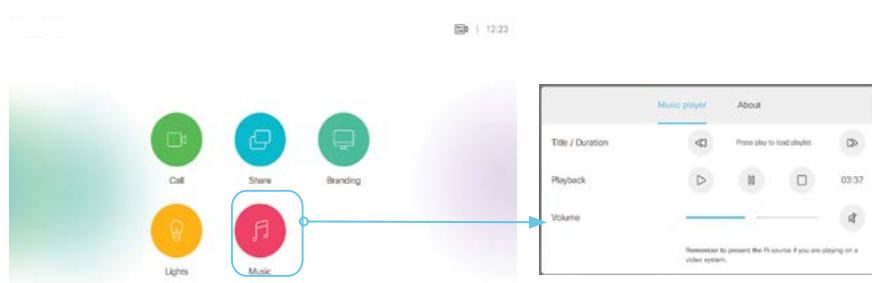 12:23
Call
Share
Branding
Lights
Music
Music player
About
Title / Duration
Press play to load playlist
Playback
03:37
Volume
Remember to present the Pi source if you are playing on a
video system.